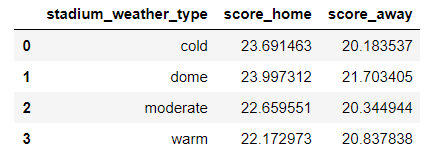 stadium_weather_type score_home score_away
0 cold 23.691463 20.183537
1 dome 23.997312 21.703405
2 moderate 22.659551 20.344944
3 warm 22.172973 20.837838